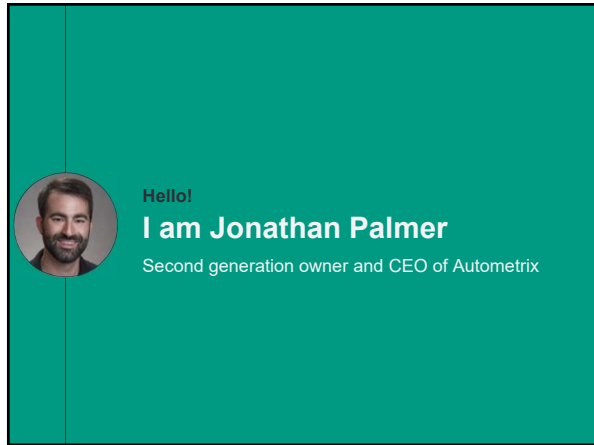 Hello!
I am Jonathan Palmer
Second generation owner and CEO of Autometrix